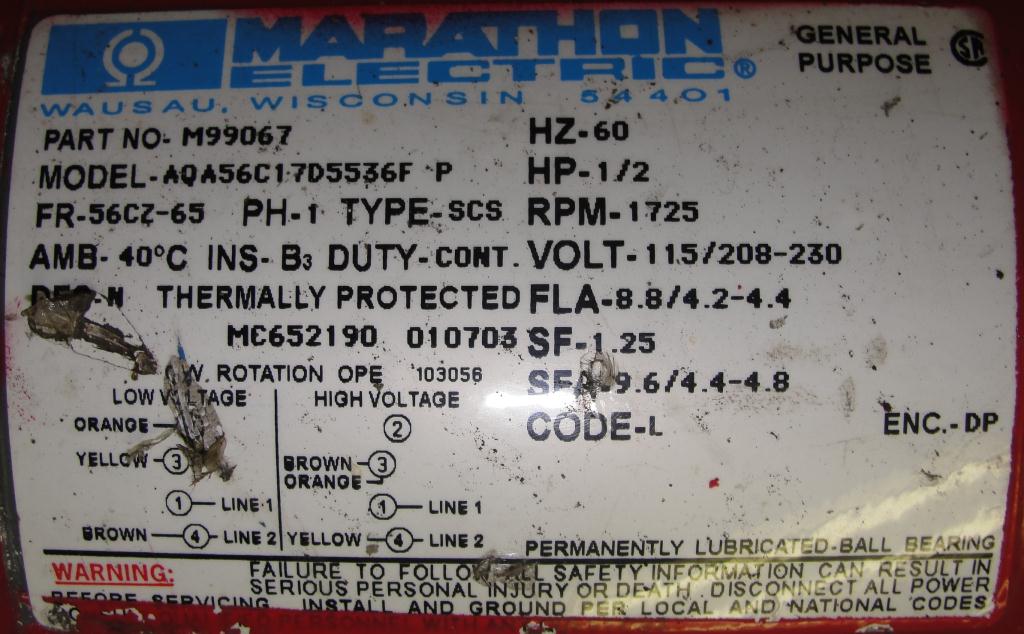 MARATHON
ELECTRIC®
WAUSAU, WISCONSIN 54401
GENERAL
PURPOSE
PART NO- M99067
HZ-60
MODEL-AQA56C17D5536F P
HP-1/2
FR-56CZ-65 PH-1 TYPE-SCS
RPM-1725
AMB- 40°C INS- B3 DUTY-CONT.
VOLT-115/208-230
THERMALLY PROTECTED
FLA-8.8/4.2-4.4
MC652190 010703
SF-1.25
ROTATION OPE 103056
SFA-9.6/4.4-4.8
LOW VOLTAGE
HIGH VOLTAGE
CODE-L
ENC.-DP
ORANGE
2
YELLOW 3
BROWN 3
ORANGE
1 LINE 1
1 LINE 1
BROWN 4 LINE 2
YELLOW 4 LINE 2
PERMANENTLY LUBRICATED-BALL BEARING
WARNING:
FAILURE TO FOLLOW ALL SAFETY INFORMATION CAN RESULT IN
SERIOUS PERSONAL INJURY OR DEATH. DISCONNECT ALL POWER
BEFORE SERVICING. INSTALL AND GROUND PER LOCAL AND NATIONAL CODES